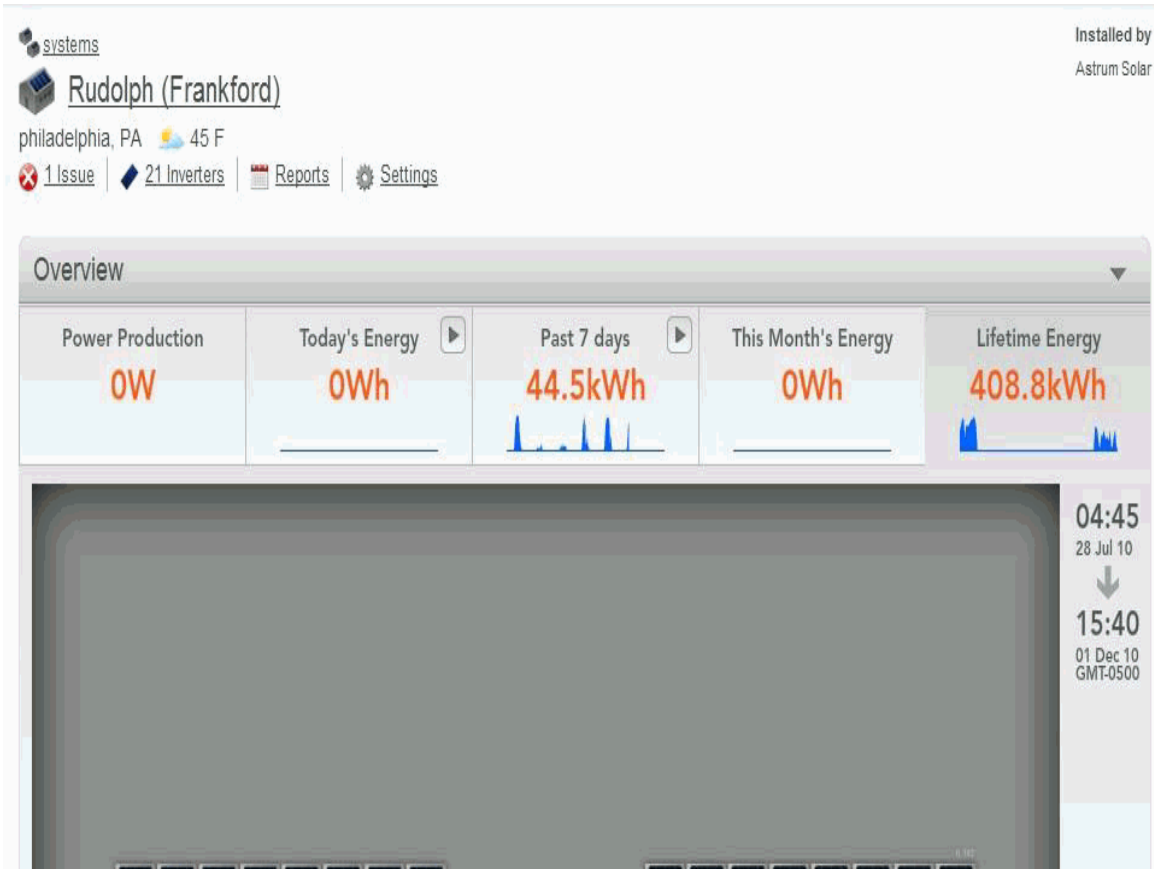 systems
Installed by
Rudolph (Frankford)
Astrum Solar
philadelphia, PA 45 F
1 Issue 21 Inverters Reports Settings
Overview
Power Production Today's Energy Past 7 days This Month's Energy Lifetime Energy
0W 0Wh 44.5kWh 0Wh 408.8kWh
04:45
28 Jul 10
15:40
01 Dec 10
GMT-0500